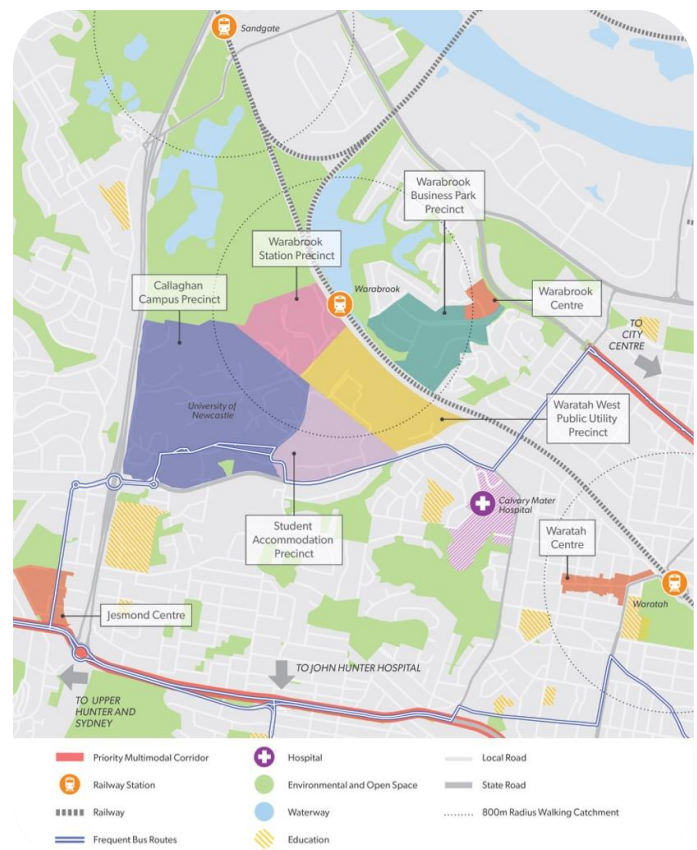 Sandgate
Warabrook
Business Park
Precinct
Warabrook
Station Precinct
Callaghan
Campus Precinct
Warabrook
Warabrook
Centre
TO
CITY
CENTRE
University of
Newcastle
Waratah West
Public Utility
Precinct
Calvary Mater
Hospital
Student
Accommodation
Precinct
Waratah
Centre
Waratah
Jesmond Centre
TO JOHN HUNTER HOSPITAL
TO UPPER
HUNTER AND
SYDNEY
Priority Multimodal Corridor
Railway Station
Railway
Frequent Bus Routes
Hospital
Environmental and Open Space
Waterway
Education
Local Road
State Road
800m Radius Walking Catchment